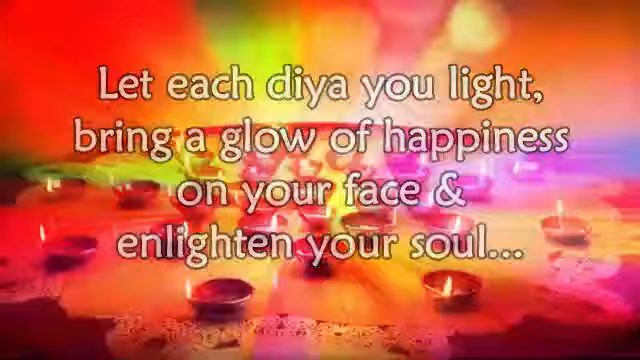 Let each diya you light,
bring a glow of happiness
on your face &
enlighten your soul...